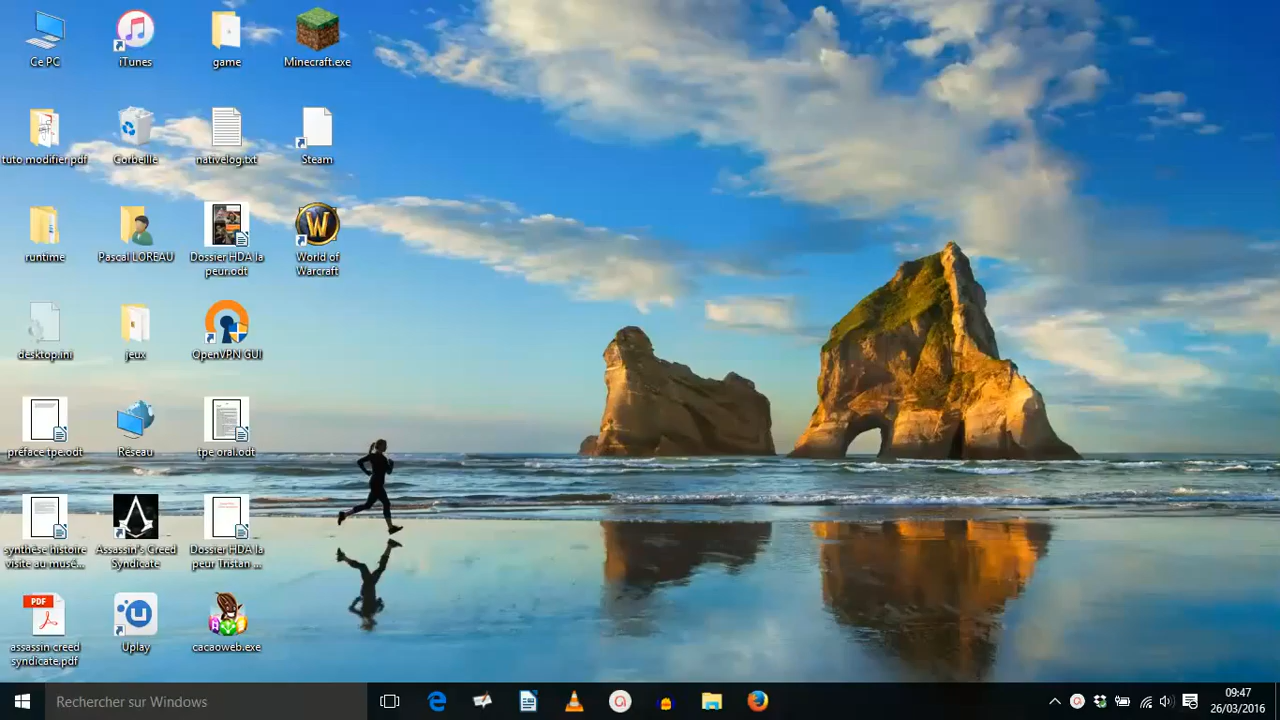 Ce PC
iTunes
game
Minecraft.exe
tuto modifier.pdf
Corbeille
nativelog.txt
Steam
runtime
Pascal LOREAU
Dossier HDA la
peur.odt
World of
Warcraft
desktop.ini
jeux
OpenVPN GUI
préface tpe.odt
Réseau
tpe oral.odt
synthèse histoire
visite au musé...
Assassin's Creed
Syndicate
Dossier HDA la
peur Tristan ...
PDF
assassin creed
syndicate.pdf
Uplay
cacaoweb.exe
Rechercher sur Windows
09:47
26/03/2016